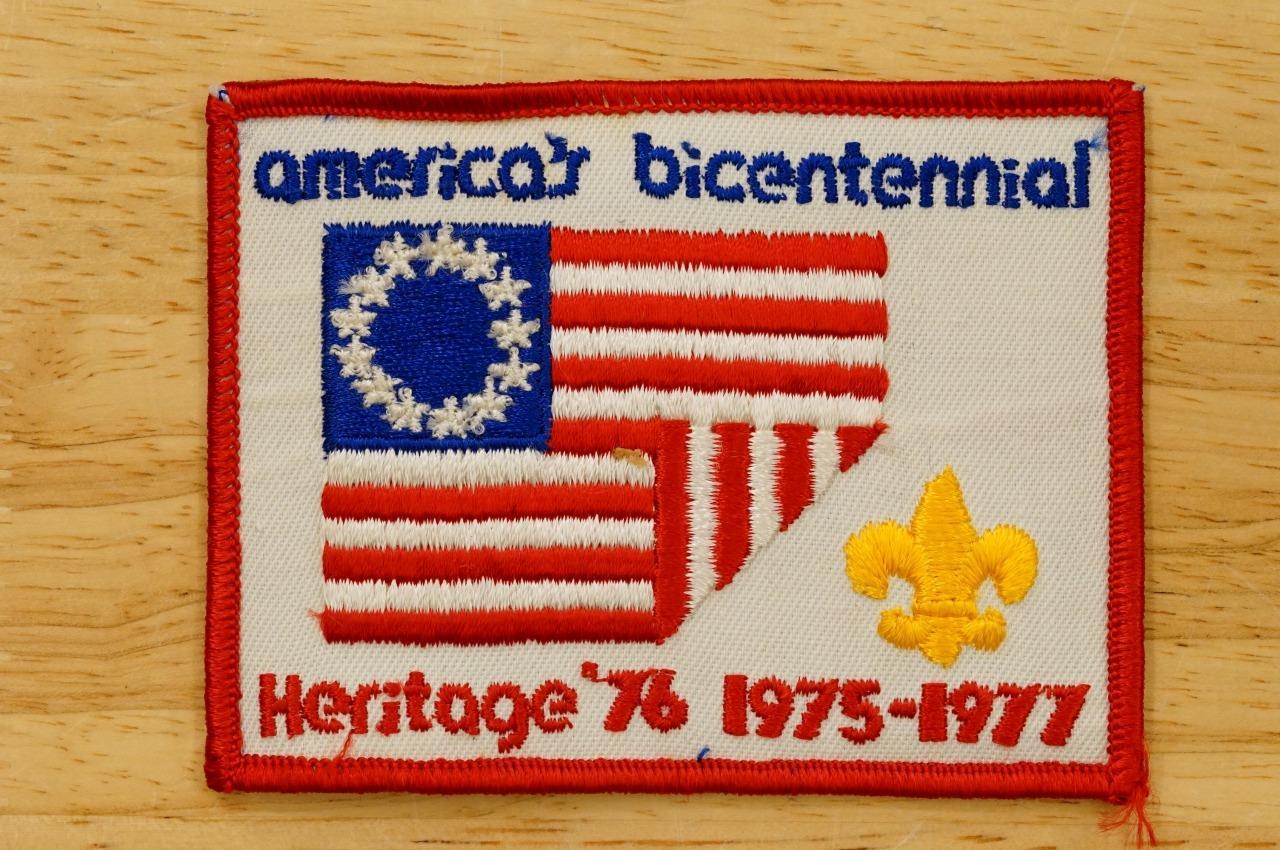 america's bicentennial
Heritage '76 1975-1977